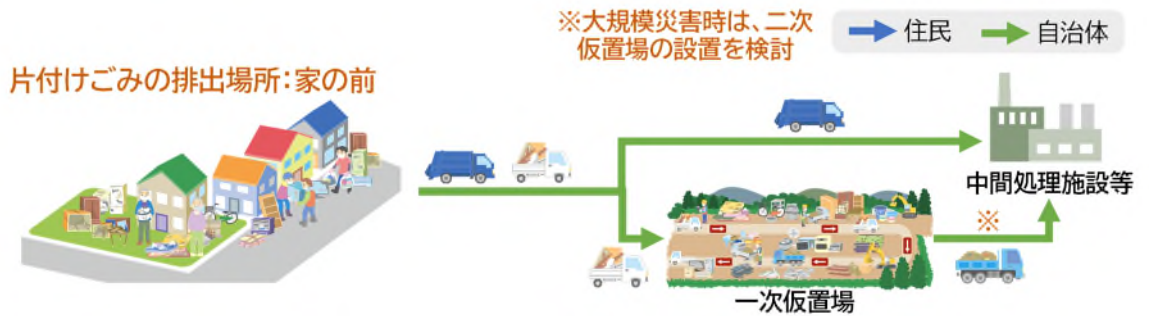 ※大規模災害時は、二次
仮置場の設置を検討
住民
自治体
片付けごみの排出場所：家の前
中間処理施設等
※
一次仮置場